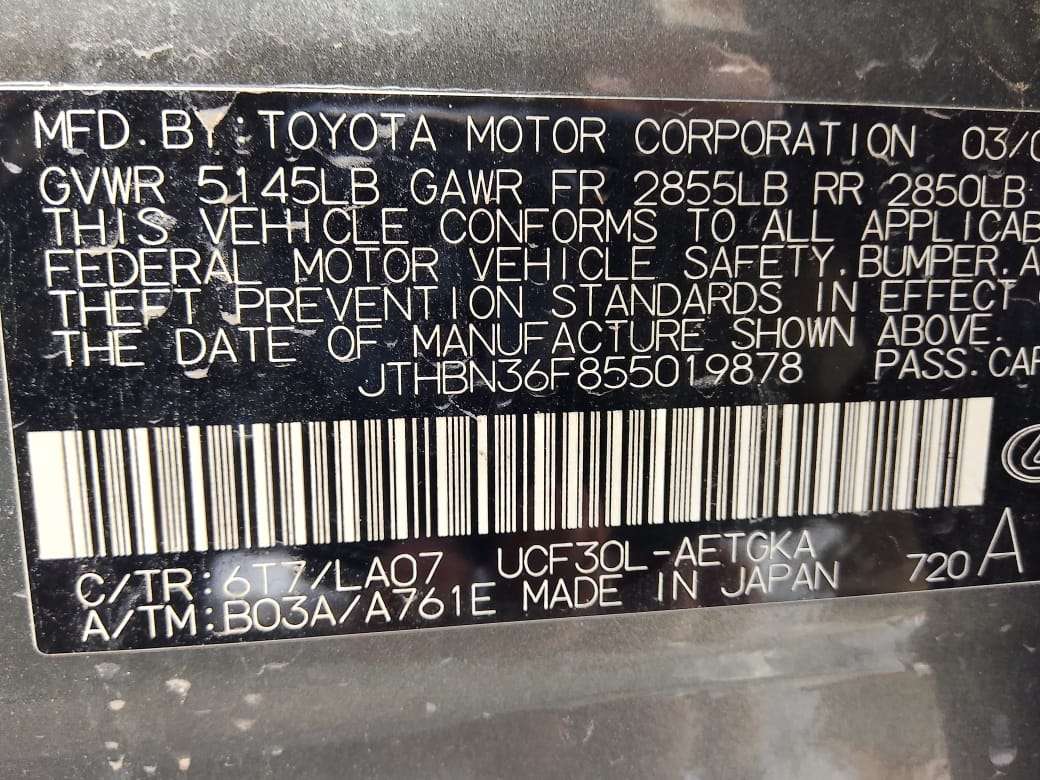 MFD. BY: TOYOTA MOTOR CORPORATION 03/0
GVWR 5145LB GAWR FR 2855LB RR 2850LB
THIS VEHICLE CONFORMS TO ALL APPLICAB
FEDERAL MOTOR VEHICLE SAFETY. BUMPER. A
THEFT PREVENTION STANDARDS IN EFFECT
THE DATE OF MANUFACTURE SHOWN ABOVE.
JTHBN36F855019878 PASS. CAR
C/TR: 6T7/LA07 UCF30L-AETGKA 720 A
A/TM: B03A/A761E MADE IN JAPAN